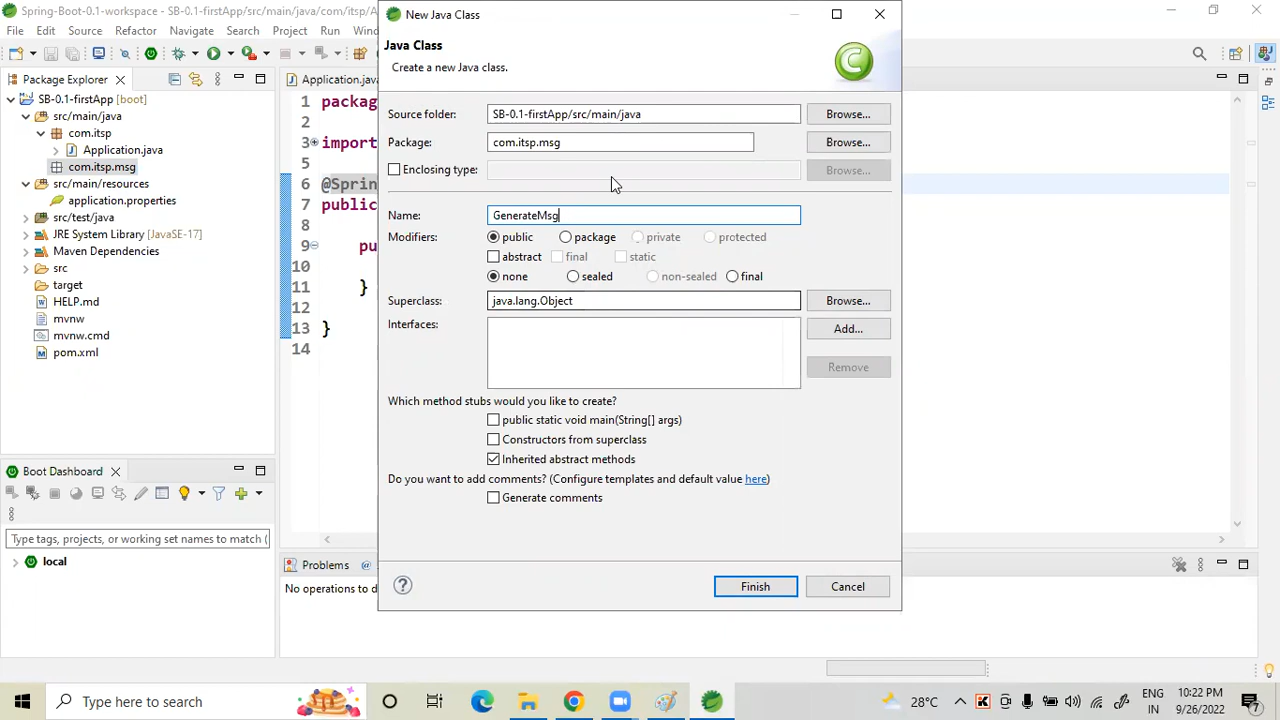 Spring-Boot-0.1-workspace - SB-0.1-firstApp/src/main/java/com/itsp/
New Java Class
File Edit Source Refactor Navigate Search Project Run
Java Class
Create a new Java class.
Package Explorer
Application.java
SB-0.1-firstApp [boot]
src/main/java
com.itsp
Application.java
com.itsp.msg
src/main/resources
application.properties
src/test/java
JRE System Library [JavaSE-17]
Maven Dependencies
src
target
HELP.md
mvnw
mvnw.cmd
pom.xml
1 packag
2
3 import
5
6 @Sprin
7 public
8
9 pu
10
11 }
12
13 }
14
Source folder: SB-0.1-firstApp/src/main/java Browse...
Package: com.itsp.msg Browse...
Enclosing type: Browse...
Name: GenerateMsg
Modifiers: public package private protected
abstract final static
none sealed non-sealed final
Superclass: java.lang.Object Browse...
Interfaces: Add...
Remove
Which method stubs would you like to create?
public static void main(String[] args)
Constructors from superclass
Inherited abstract methods
Do you want to add comments? (Configure templates and default value here)
Generate comments
Finish Cancel
Boot Dashboard
Type tags, projects, or working set names to match (
local
Problems @
No operations to d
Type here to search
28°C
ENG
IN
10:22 PM
9/26/2022
7